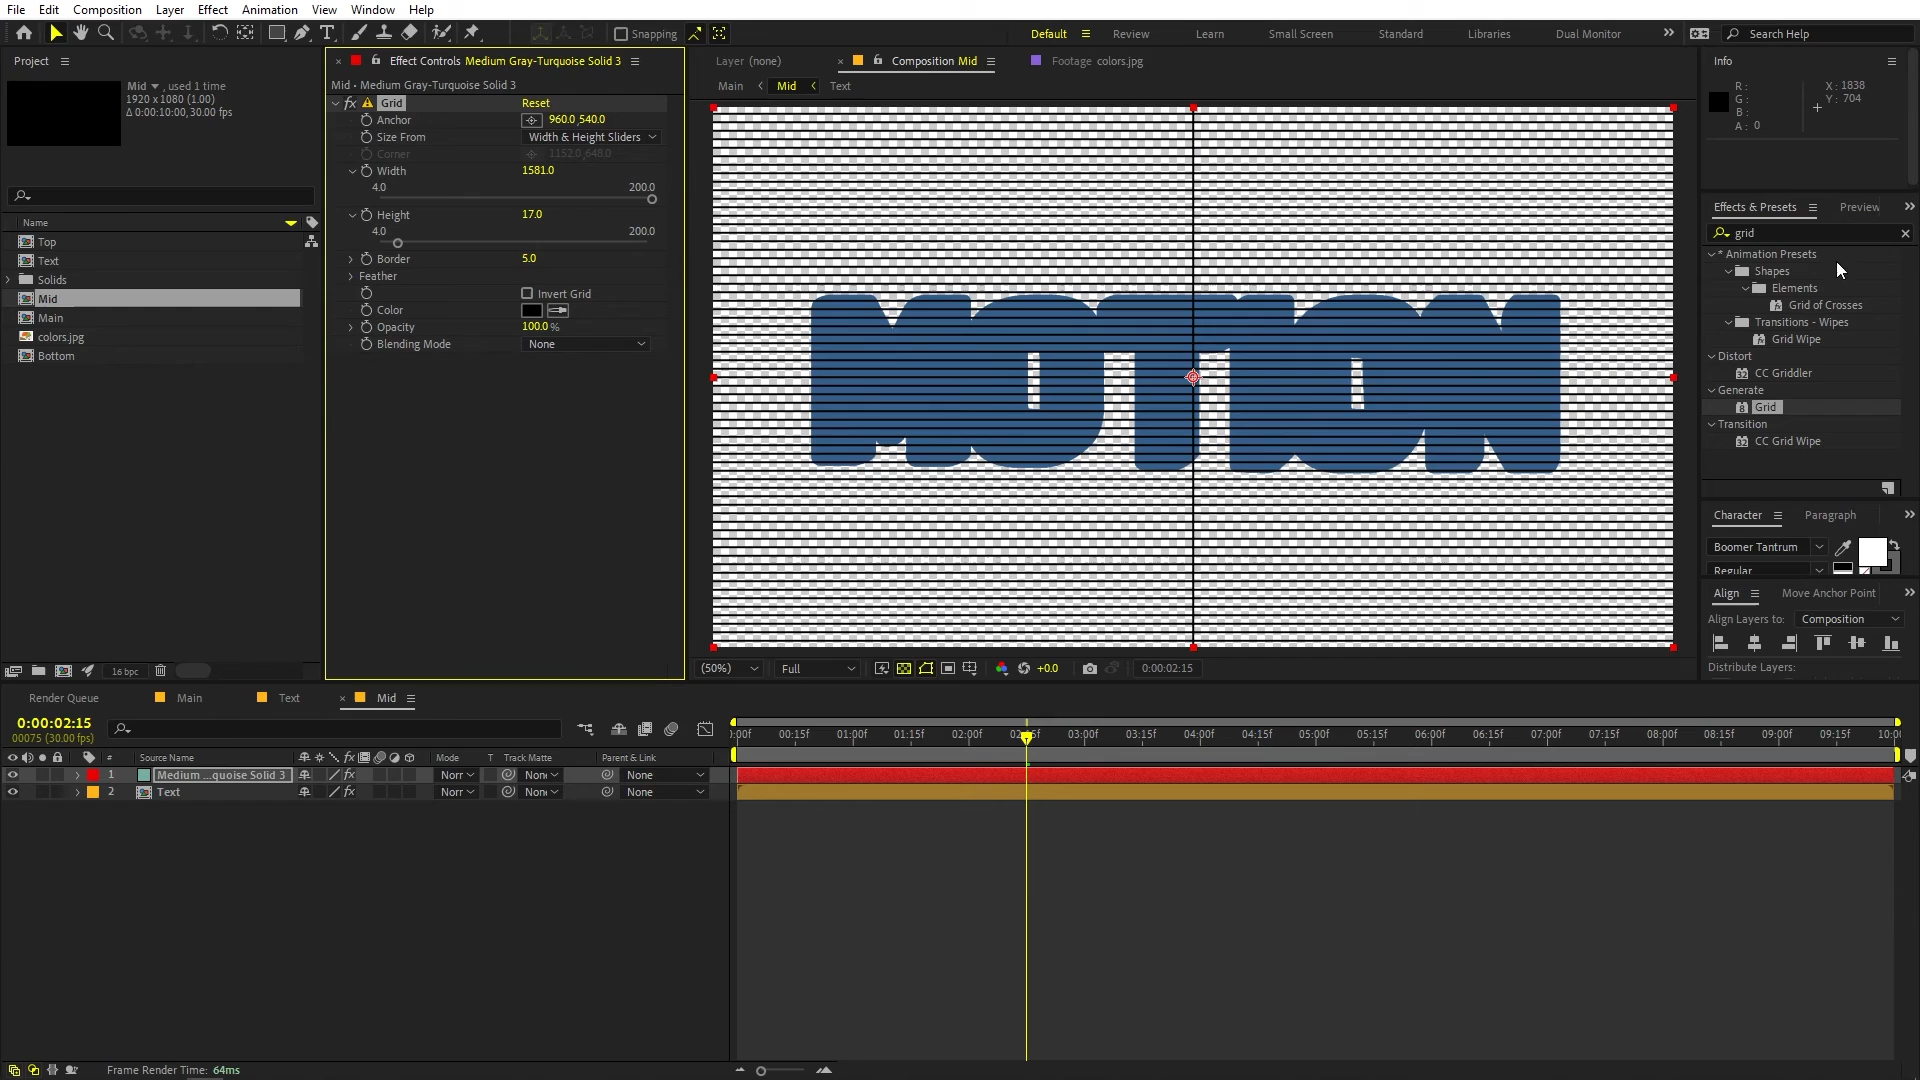 File Edit Composition Layer Effect Animation View Window Help
Snapping
Default Review Learn Small Screen Standard Libraries Dual Monitor Search Help
Project
Mid , used 1 time
1920 x 1080 (1.00)
Δ 0:00:10:00, 30.00 fps
Name
Top
Text
Solids
Mid
Main
colors.jpg
Bottom
16 bpc
Effect Controls Medium Gray-Turquoise Solid 3
Mid • Medium Gray-Turquoise Solid 3
fx Grid Reset
Anchor 960.0,540.0
Size From Width & Height Sliders
Corner 1152.0,648.0
Width 1581.0
4.0 200.0
Height 17.0
4.0 200.0
Border 5.0
Feather
Invert Grid
Color
Opacity 100.0 %
Blending Mode None
Layer (none) Composition Mid Footage colors.jpg
Main Mid Text
MOTION
(50%) Full +0.0 0:00:02:15
Info
R :
G :
B :
A : 0
X : 1838
Y : 704
Effects & Presets Preview
grid
* Animation Presets
Shapes
Elements
Grid of Crosses
Transitions - Wipes
Grid Wipe
Distort
CC Griddler
Generate
Grid
Transition
CC Grid Wipe
Character Paragraph
Boomer Tantrum
Regular
Align Move Anchor Point
Align Layers to: Composition
Distribute Layers:
Render Queue Main Text Mid
0:00:02:15
00075 (30.00 fps)
:00f 00:15f 01:00f 01:15f 02:00f 02:15f 03:00f 03:15f 04:00f 04:15f 05:00f 05:15f 06:00f 06:15f 07:00f 07:15f 08:00f 08:15f 09:00f 09:15f 10:00
# Source Name fx Mode T Track Matte Parent & Link
1 Medium ...quoise Solid 3 fx Norr Non None
2 Text fx Norr Non None
Frame Render Time: 64ms